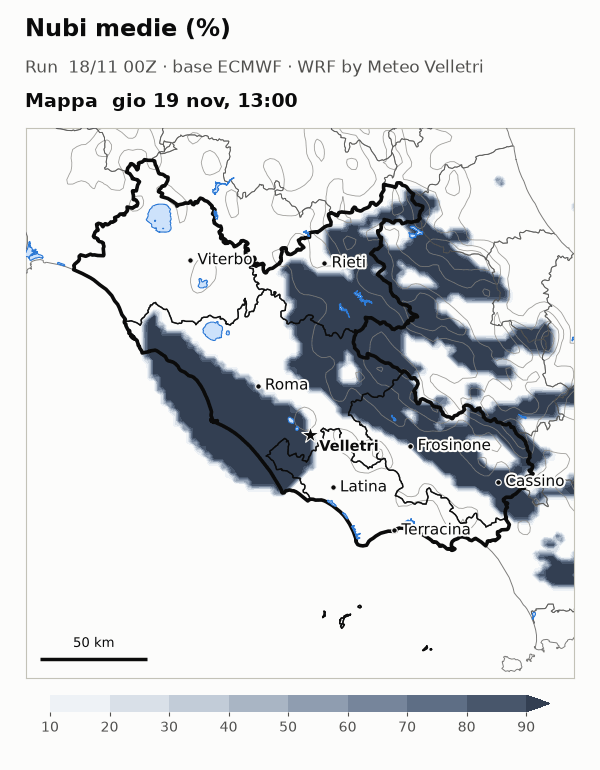 Nubi medie (%)
Run  18/11 00Z · base ECMWF · WRF by Meteo Velletri
Mappa  gio 19 nov, 13:00
Viterbo
Rieti
Roma
Velletri
Frosinone
Cassino
Latina
Terracina
50 km
10 20 30 40 50 60 70 80 90